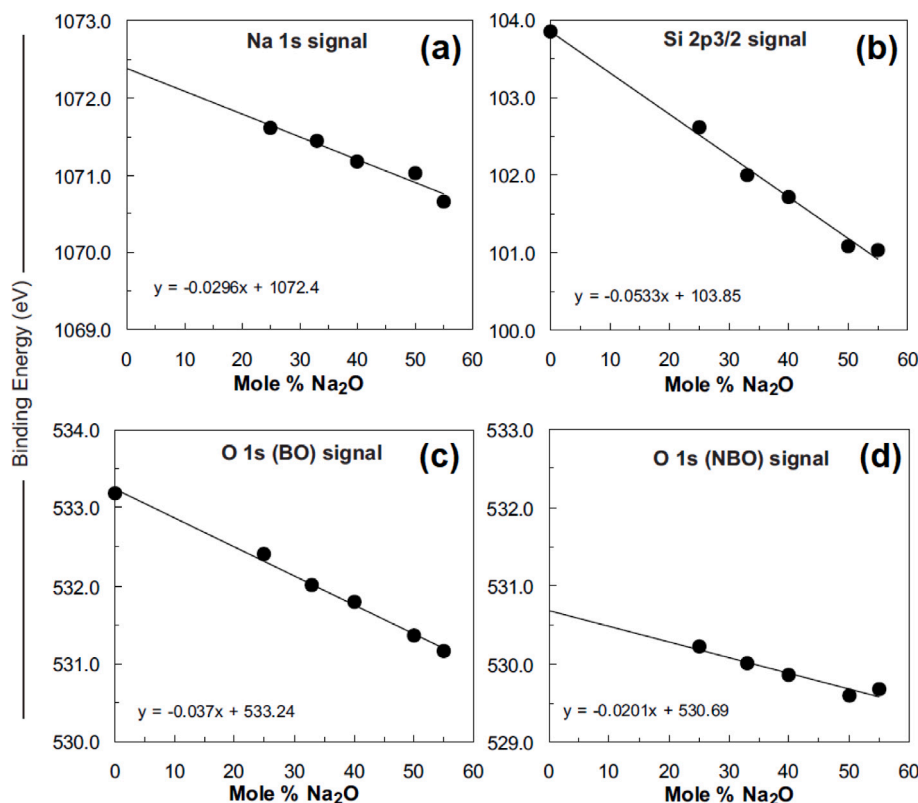 Binding Energy (eV)
Na 1s signal
(a)
1073.0
1072.0
1071.0
1070.0
1069.0
y = -0.0296x + 1072.4
0 10 20 30 40 50 60
Mole % Na₂O
Si 2p3/2 signal
(b)
104.0
103.0
102.0
101.0
100.0
y = -0.0533x + 103.85
0 10 20 30 40 50 60
Mole % Na₂O
O 1s (BO) signal
(c)
534.0
533.0
532.0
531.0
530.0
y = -0.037x + 533.24
0 10 20 30 40 50 60
Mole % Na₂O
O 1s (NBO) signal
(d)
533.0
532.0
531.0
530.0
529.0
y = -0.0201x + 530.69
0 10 20 30 40 50 60
Mole % Na₂O